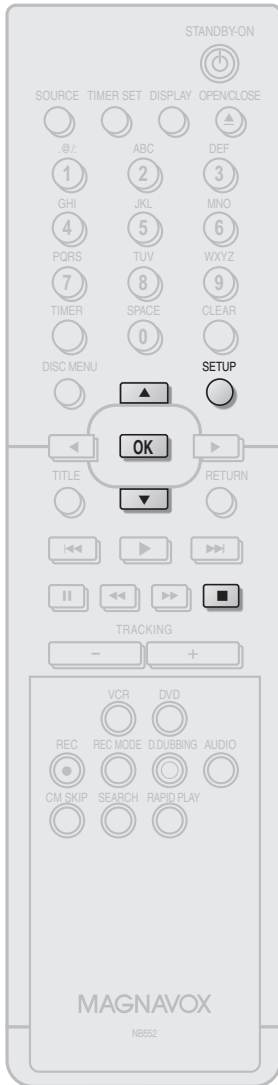 STANDBY-ON
SOURCE TIMER SET DISPLAY OPEN/CLOSE
.@/: ABC DEF
1 2 3
GHI JKL MNO
4 5 6
PQRS TUV WXYZ
7 8 9
TIMER SPACE CLEAR
0
DISC MENU SETUP
OK
TITLE RETURN
TRACKING
- +
VCR DVD
REC REC MODE D.DUBBING AUDIO
CM SKIP SEARCH RAPID PLAY
MAGNAVOX
NB552